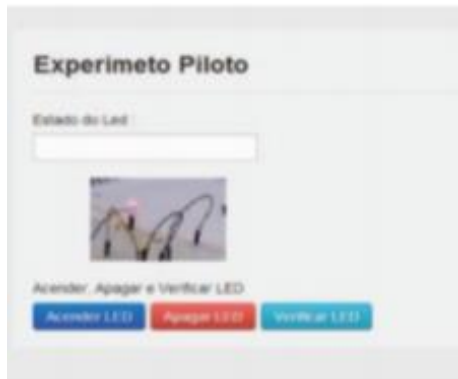 Experimeto Piloto
Estado do Led :
Acender, Apagar e Verificar LED
Acender LED Apagar LED Verificar LED